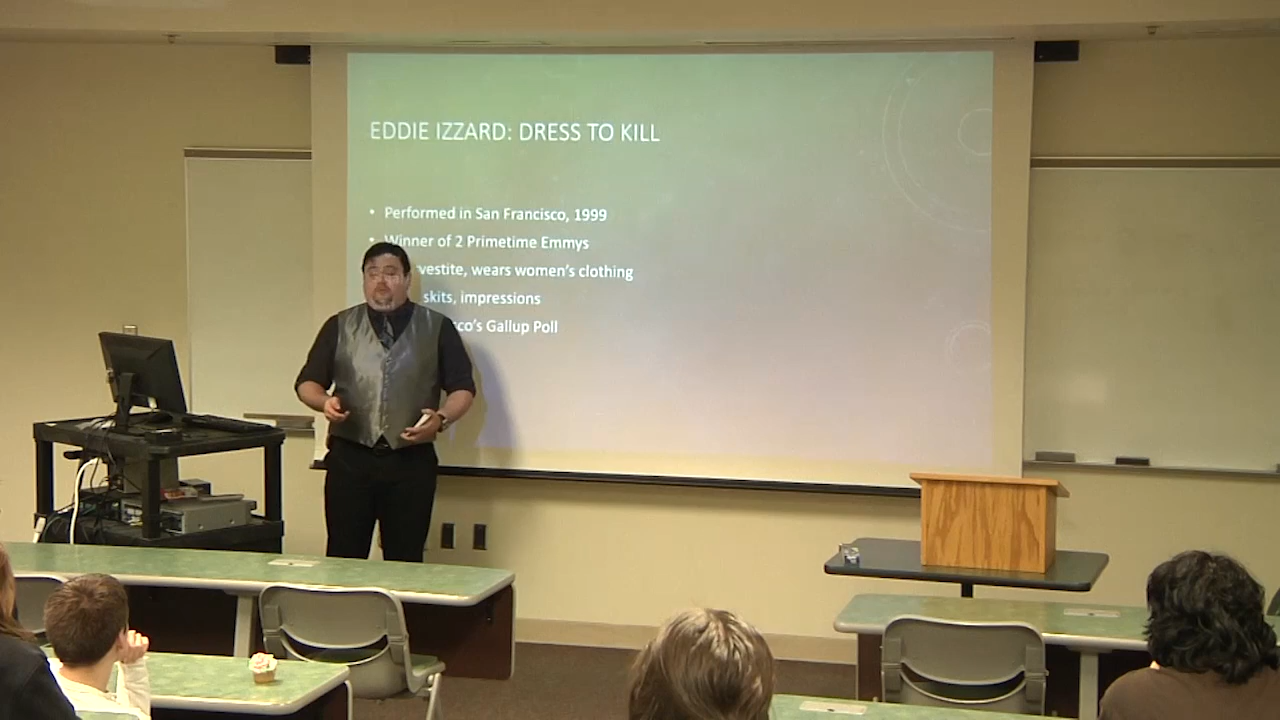 EDDIE IZZARD: DRESS TO KILL
• Performed in San Francisco, 1999
• Winner of 2 Primetime Emmys
vestite, wears women's clothing
skits, impressions
sco's Gallup Poll